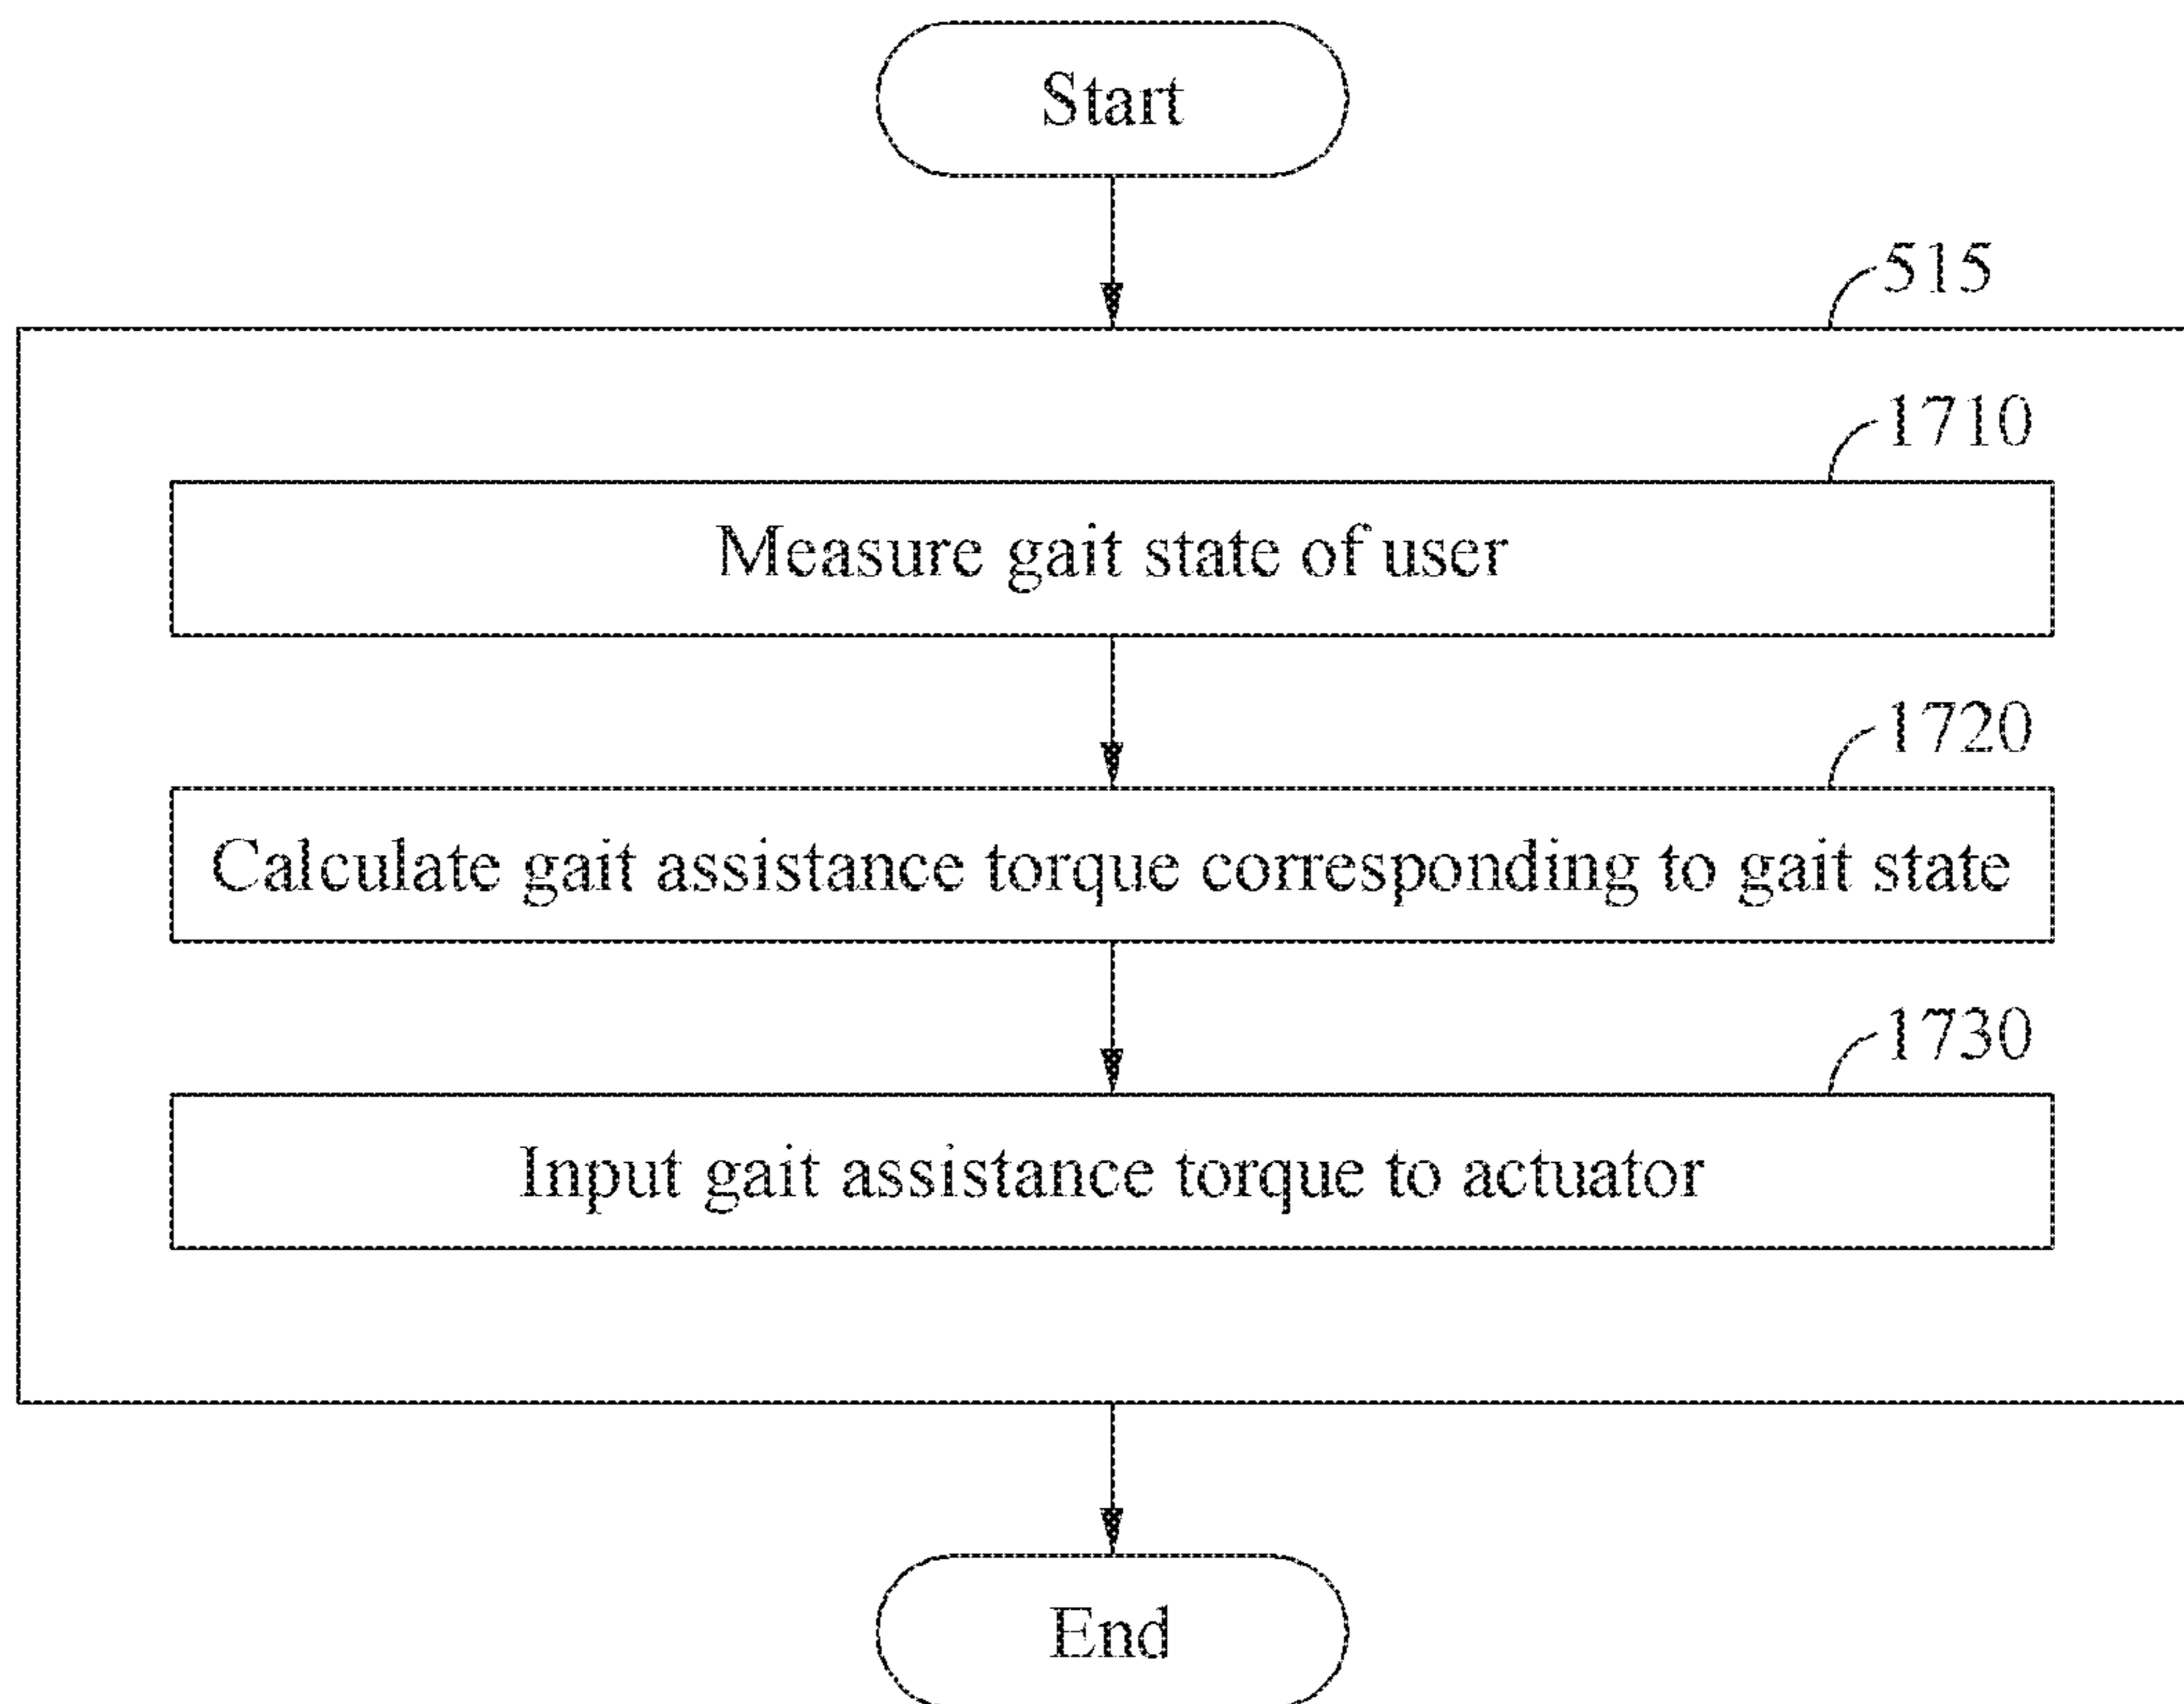 Start
515
1710
Measure gait state of user
1720
Calculate gait assistance torque corresponding to gait state
1730
Input gait assistance torque to actuator
End